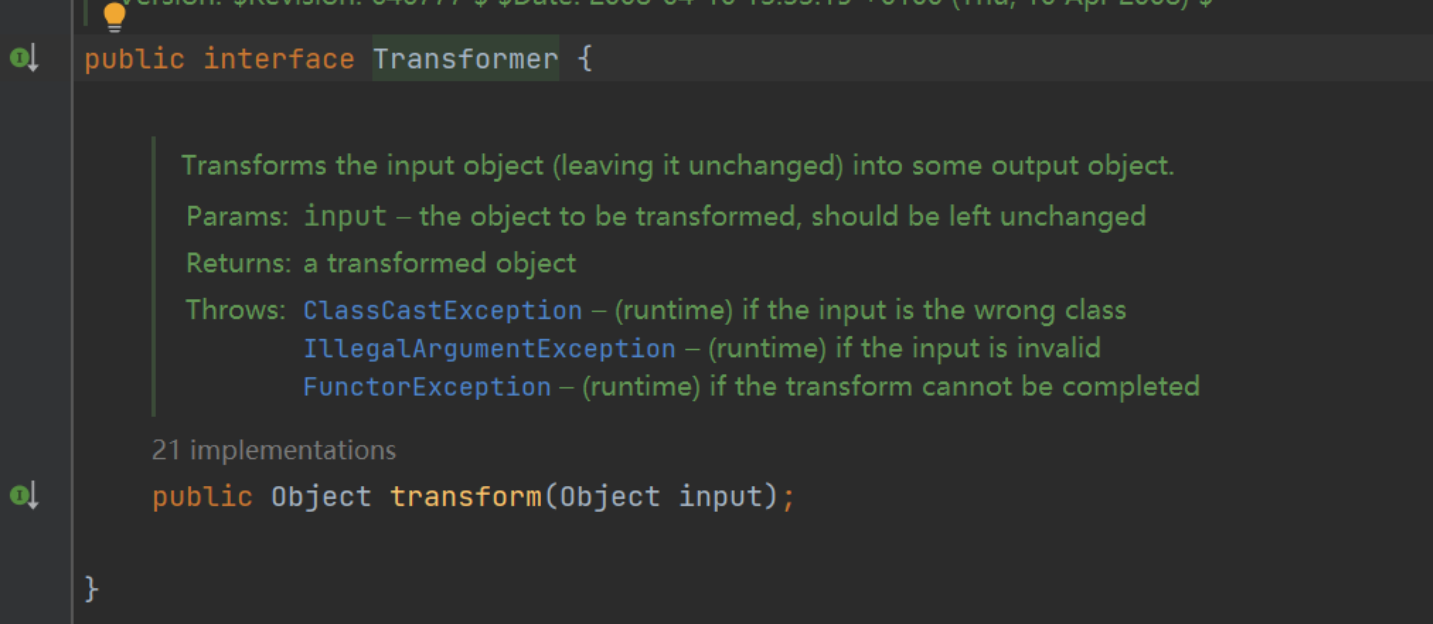 public interface Transformer {
Transforms the input object (leaving it unchanged) into some output object.
Params: input – the object to be transformed, should be left unchanged
Returns: a transformed object
Throws: ClassCastException – (runtime) if the input is the wrong class
IllegalArgumentException – (runtime) if the input is invalid
FunctorException – (runtime) if the transform cannot be completed
21 implementations
public Object transform(Object input);
}